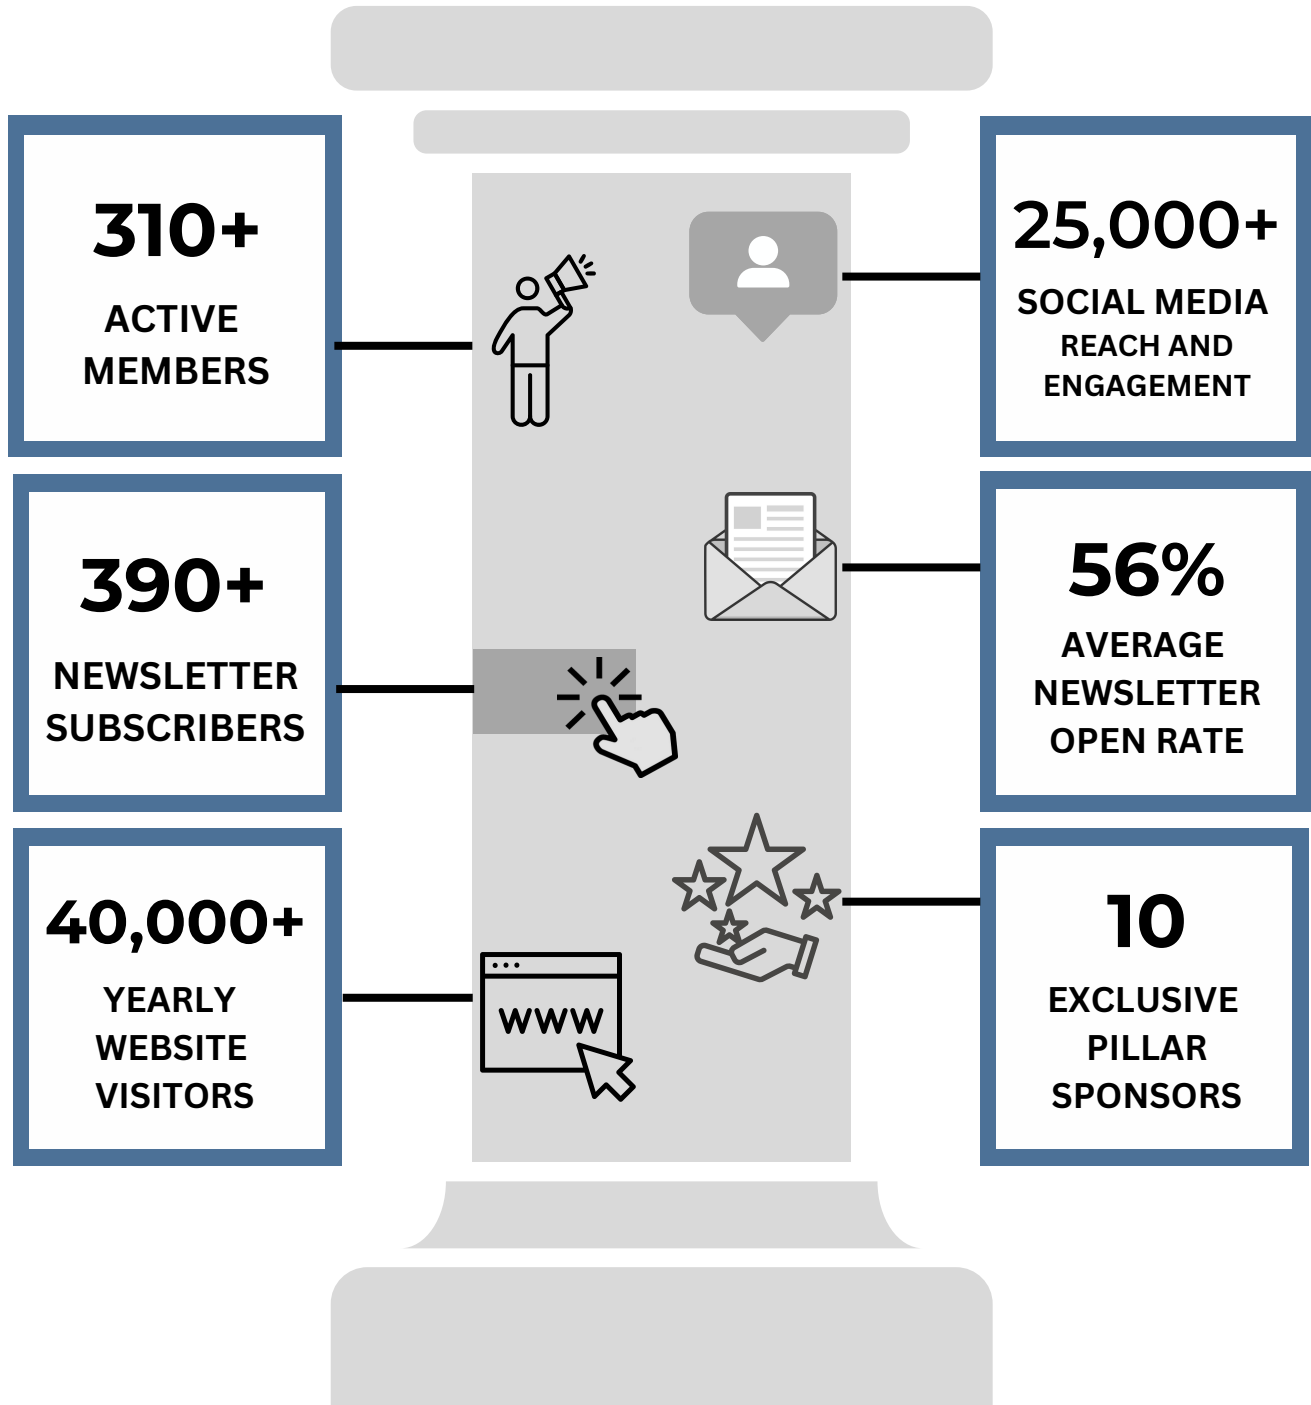 310+
ACTIVE
MEMBERS
25,000+
SOCIAL MEDIA
REACH AND
ENGAGEMENT
390+
NEWSLETTER
SUBSCRIBERS
56%
AVERAGE
NEWSLETTER
OPEN RATE
40,000+
YEARLY
WEBSITE
VISITORS
WWW
10
EXCLUSIVE
PILLAR
SPONSORS